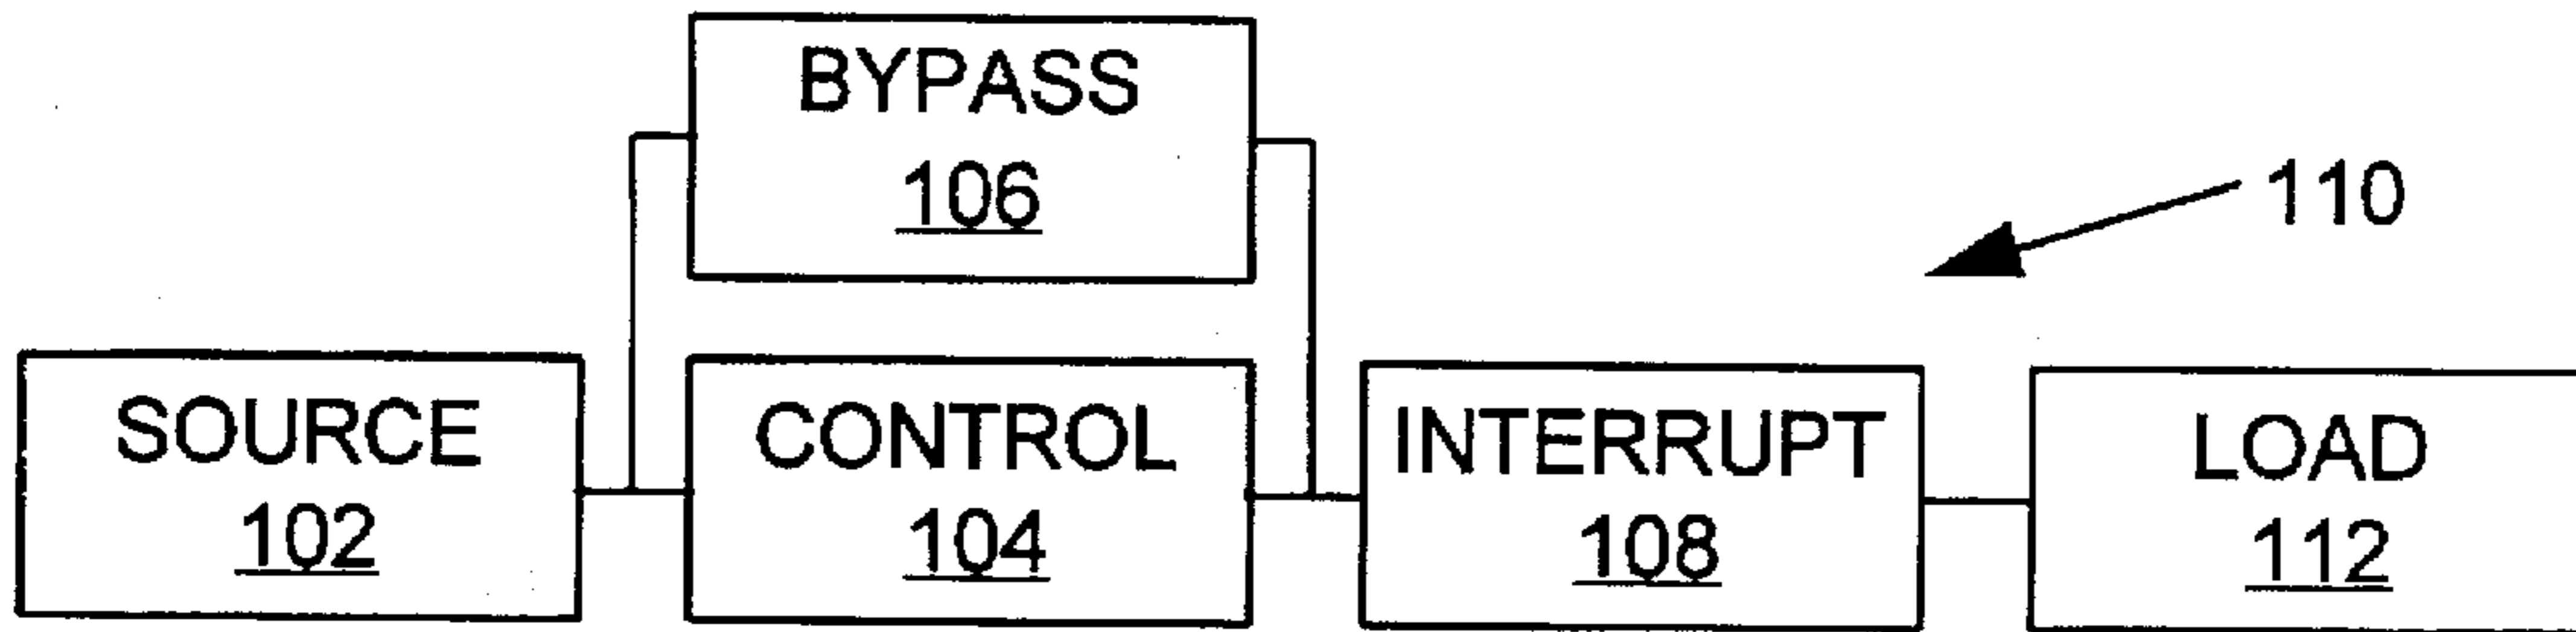 BYPASS
106
110
SOURCE
102
CONTROL
104
INTERRUPT
108
LOAD
112